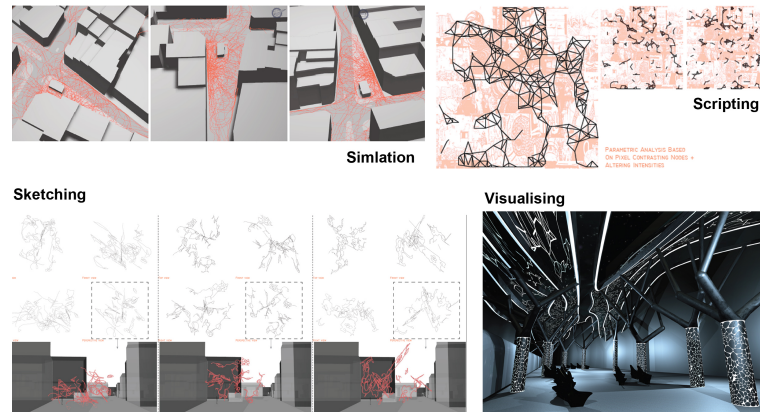 Simlation
Scripting
Parametric Analysis Based
On Pixel Contrasting Nodes +
Altering Intensities
Sketching
Visualising